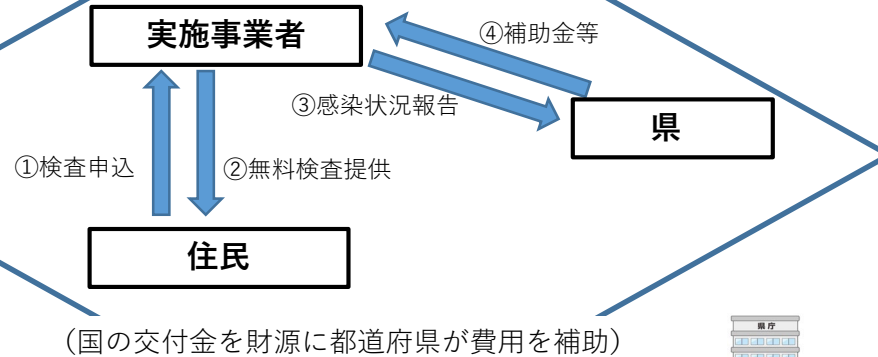 実施事業者
④補助金等
③感染状況報告
県
①検査申込
②無料検査提供
住民
（国の交付金を財源に都道府県が費用を補助）
県庁